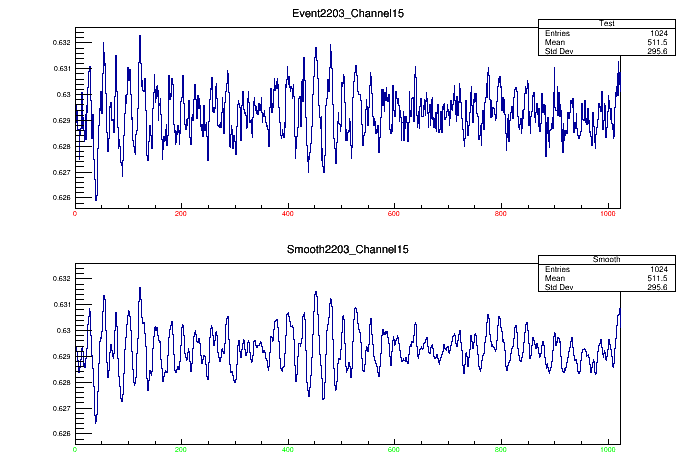 Event2203_Channel15
Test
Entries 1024
Mean 511.5
Std Dev 295.6
0.632
0.631
0.63
0.629
0.628
0.627
0.626
0 200 400 600 800 1000
Smooth2203_Channel15
Smooth
Entries 1024
Mean 511.5
Std Dev 295.6
0.632
0.631
0.63
0.629
0.628
0.627
0.626
0 200 400 600 800 1000